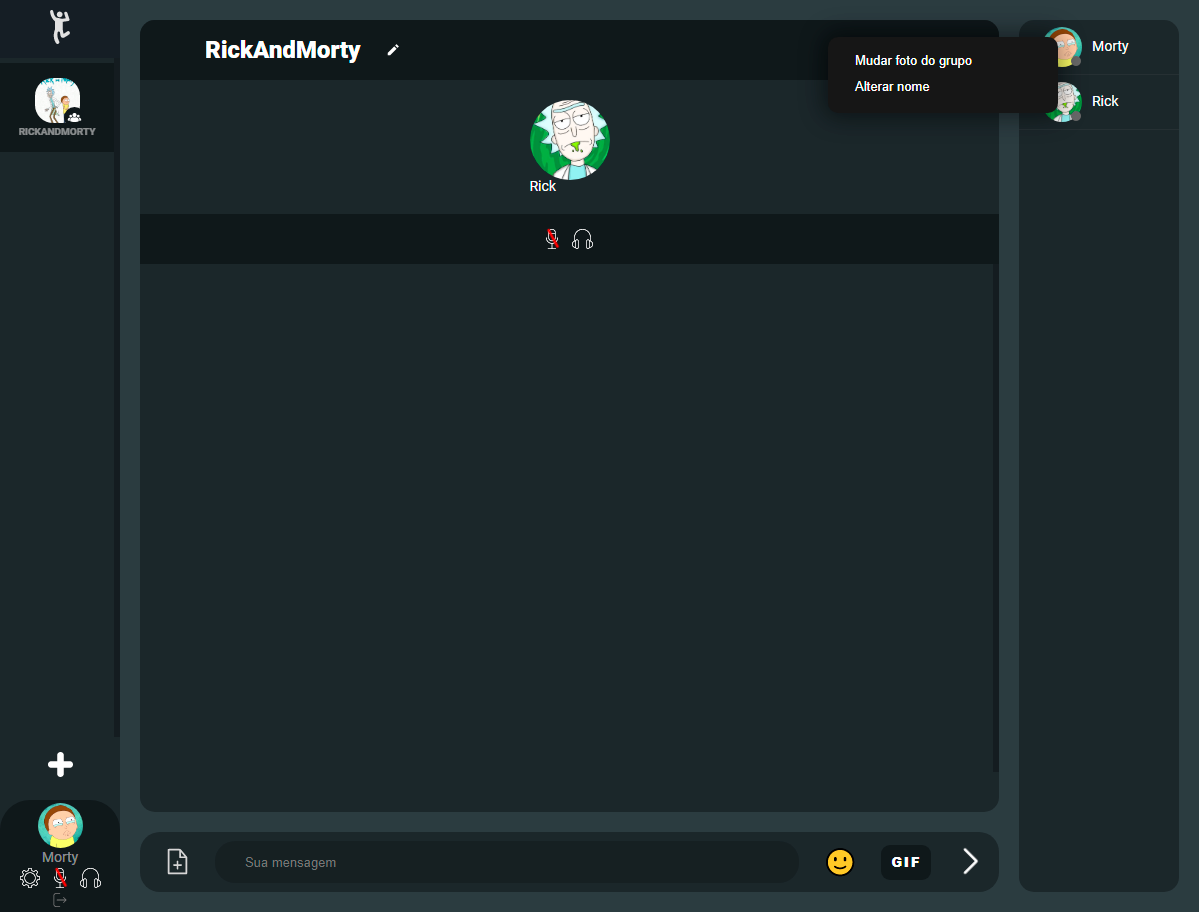 RICKANDMORTY
RickAndMorty
Mudar foto do grupo
Alterar nome
Morty
Rick
Rick
Sua mensagem
GIF
Morty